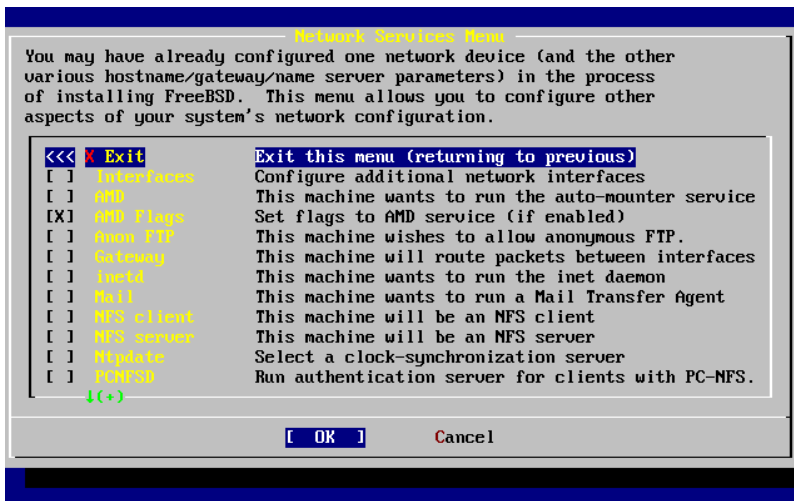 Network Services Menu
You may have already configured one network device (and the other
various hostname/gateway/name server parameters) in the process
of installing FreeBSD.  This menu allows you to configure other
aspects of your system's network configuration.
<<< X Exit Exit this menu (returning to previous)
[ ] Interfaces Configure additional network interfaces
[ ] AMD This machine wants to run the auto-mounter service
[X] AMD Flags Set flags to AMD service (if enabled)
[ ] Anon FTP This machine wishes to allow anonymous FTP.
[ ] Gateway This machine will route packets between interfaces
[ ] inetd This machine wants to run the inet daemon
[ ] Mail This machine wants to run a Mail Transfer Agent
[ ] NFS client This machine will be an NFS client
[ ] NFS server This machine will be an NFS server
[ ] Ntpdate Select a clock-synchronization server
[ ] PCNFSD Run authentication server for clients with PC-NFS.
↓(+)
[ OK ] Cancel